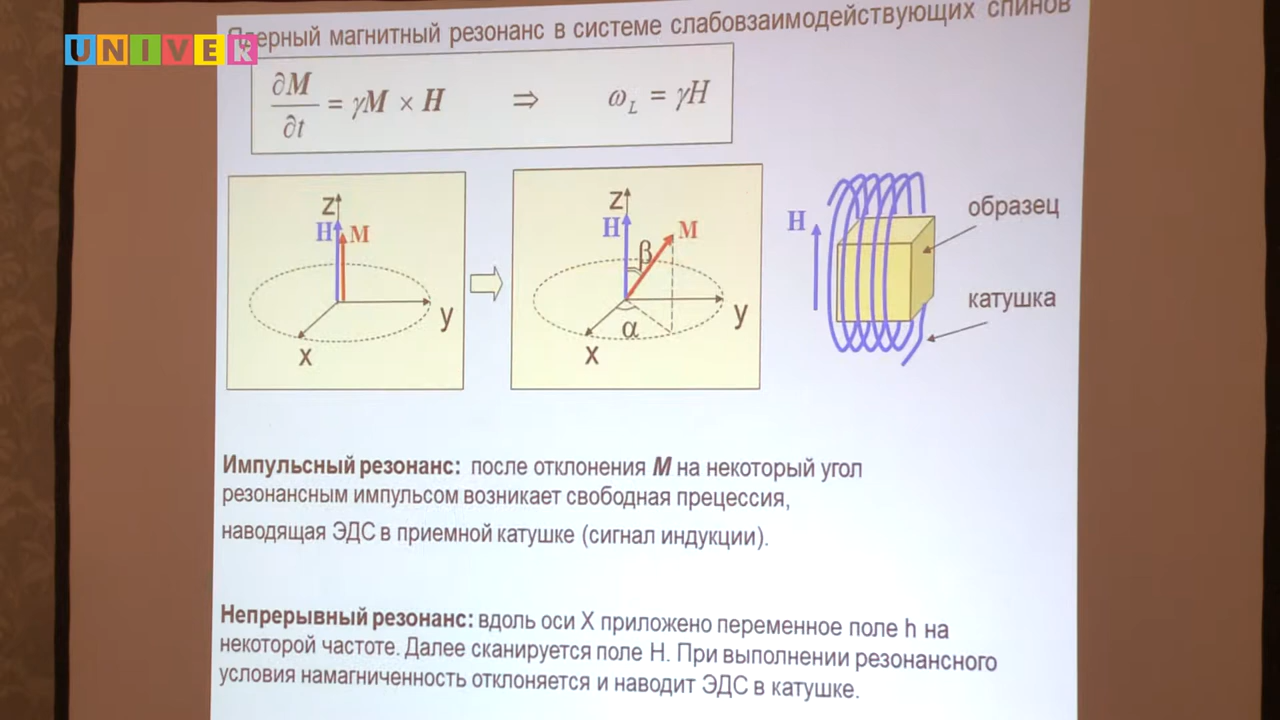 UNIVER
Ядерный магнитный резонанс в системе слабовзаимодействующих спинов
∂M/∂t = γM × H ⇒ ω_L = γH
Z
H M
y
x
Z
H M
β
α
y
x
H
образец
катушка
Импульсный резонанс: после отклонения M на некоторый угол
резонансным импульсом возникает свободная прецессия,
наводящая ЭДС в приемной катушке (сигнал индукции).
Непрерывный резонанс: вдоль оси X приложено переменное поле h на
некоторой частоте. Далее сканируется поле H. При выполнении резонансного
условия намагниченность отклоняется и наводит ЭДС в катушке.